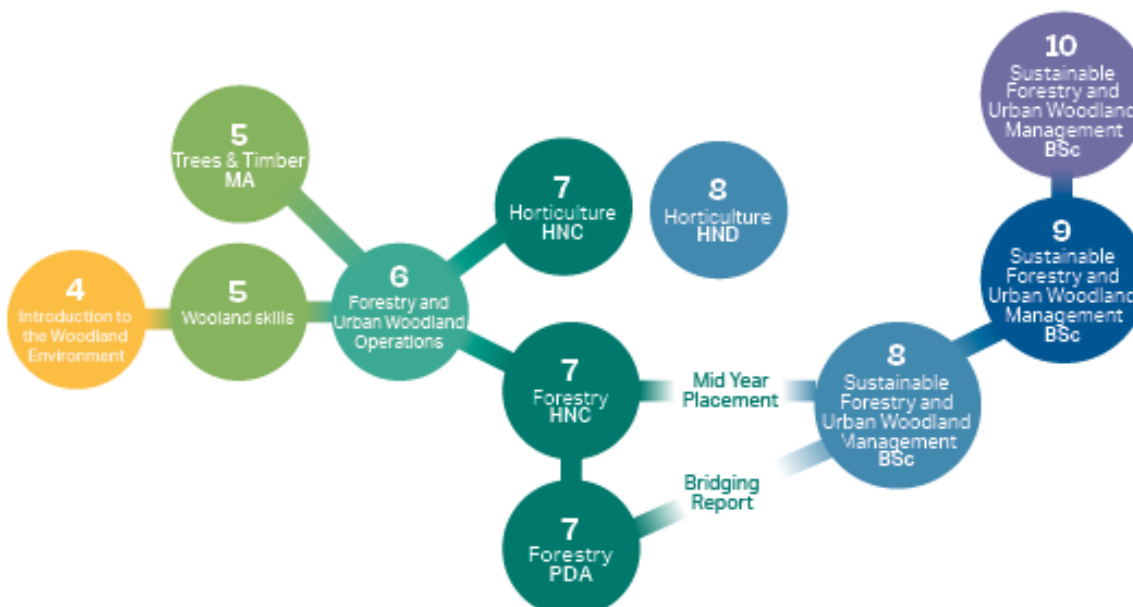 10
Sustainable
Forestry and
Urban Woodland
Management
BSc
5
Trees & Timber
MA
7
Horticulture
HNC
8
Horticulture
HND
9
Sustainable
Forestry and
Urban Woodland
Management
BSc
4
Introduction to
the Woodland
Environment
5
Wooland skills
6
Forestry and
Urban Woodland
Operations
7
Forestry
HNC
Mid Year
Placement
8
Sustainable
Forestry and
Urban Woodland
Management
BSc
Bridging
Report
7
Forestry
PDA